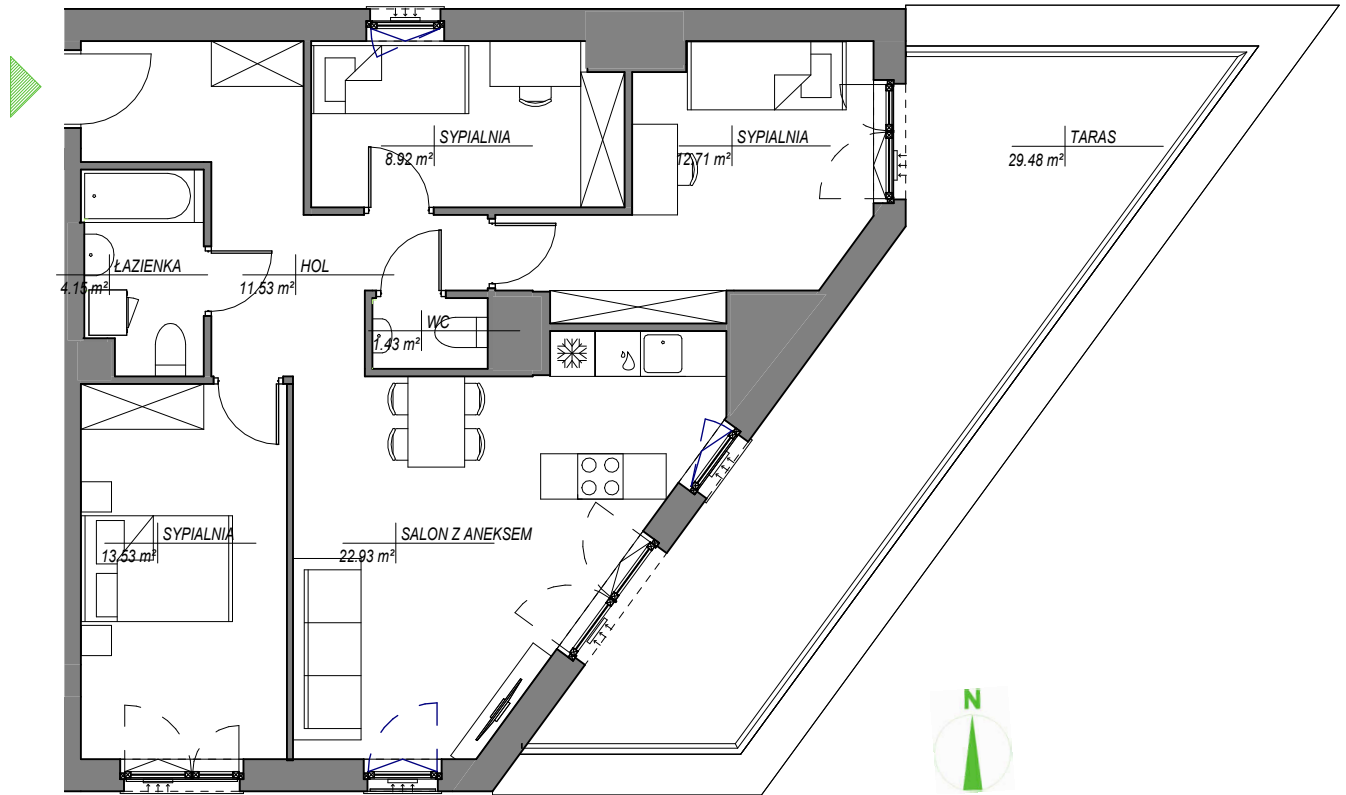 SYPIALNIA
8.92 m²
SYPIALNIA
12.71 m²
TARAS
29.48 m²
ŁAZIENKA
4.15 m²
HOL
11.53 m²
WC
1.43 m²
SYPIALNIA
13.53 m²
SALON Z ANEKSEM
22.93 m²
N